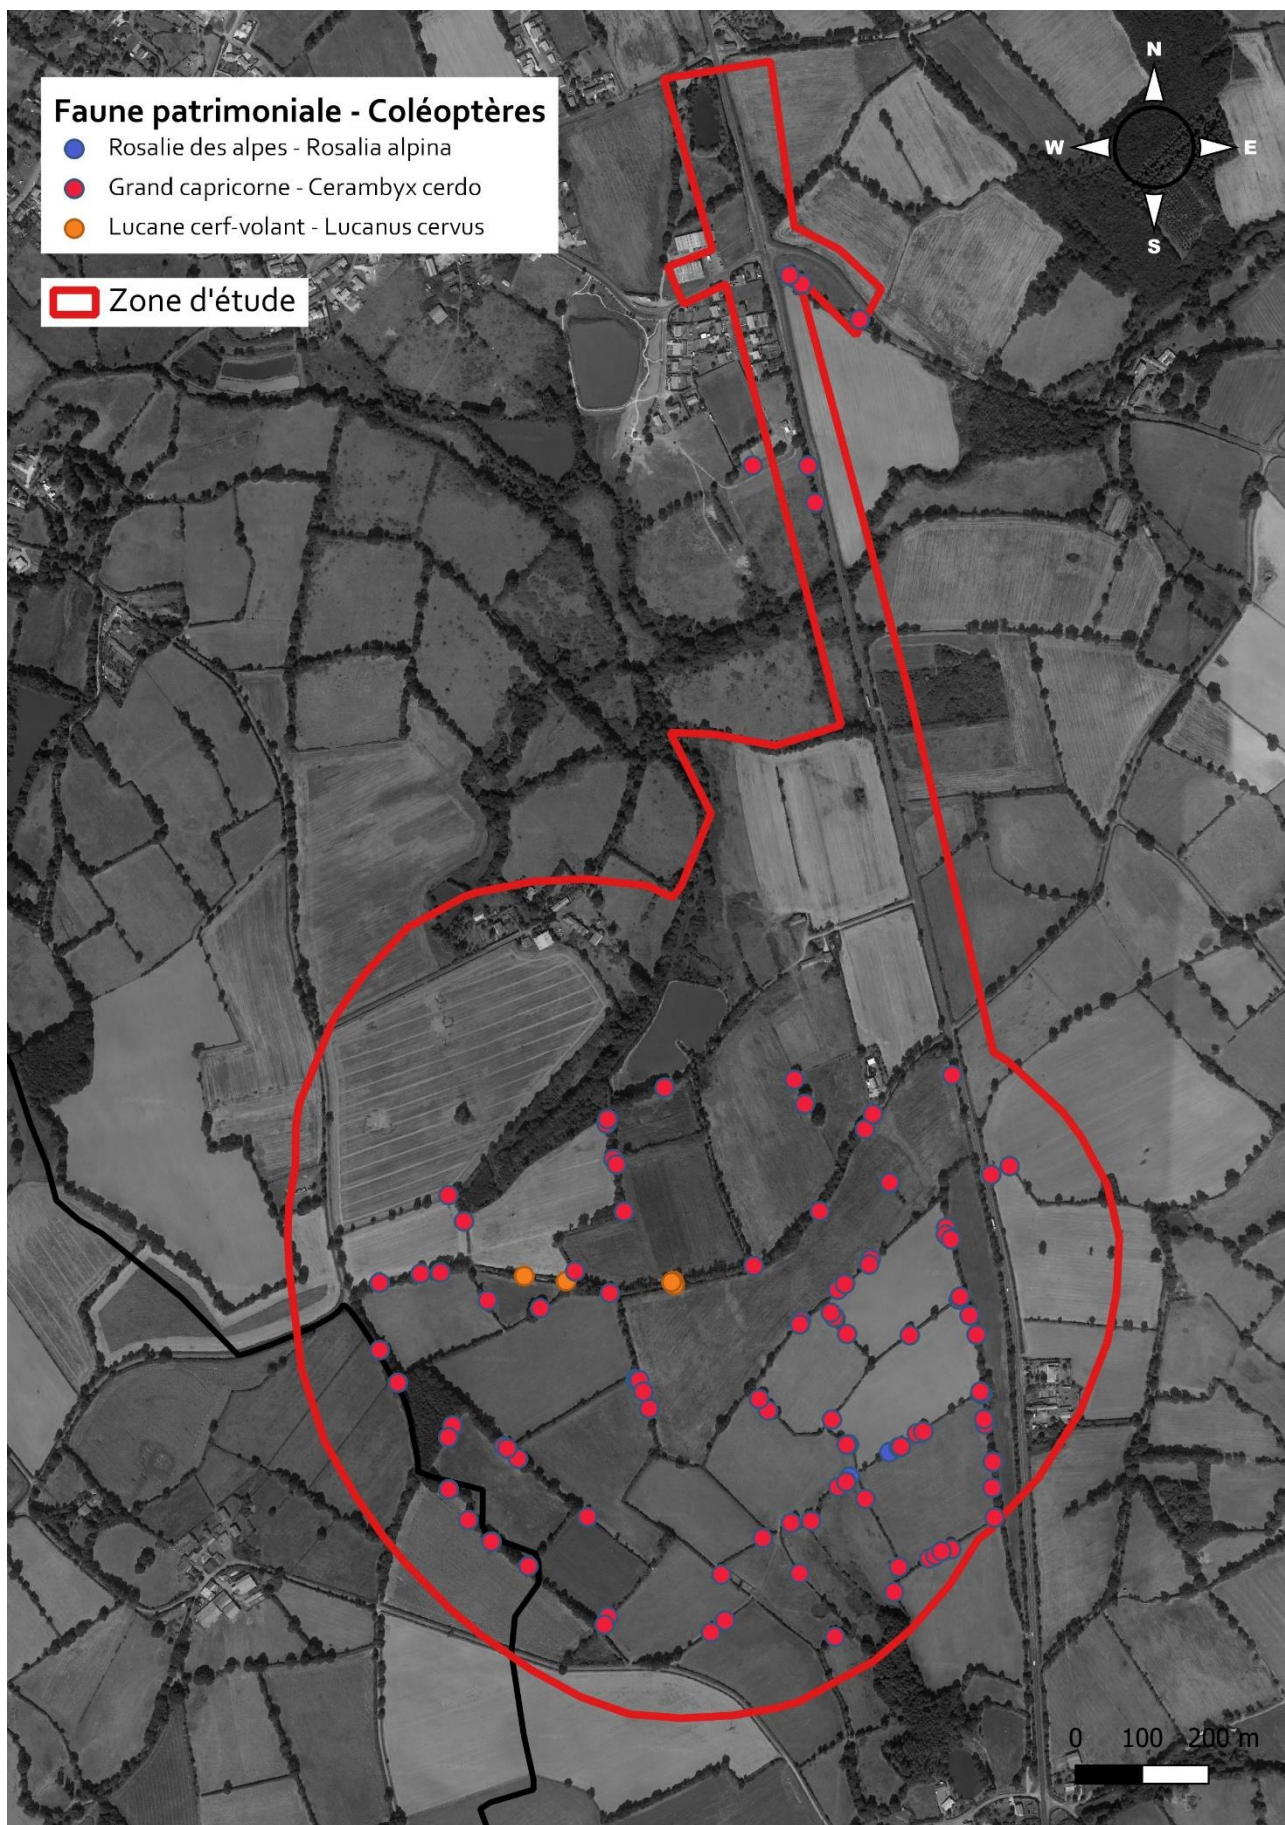 Faune patrimoniale - Coléoptères
Rosalie des alpes - Rosalia alpina
Grand capricorne - Cerambyx cerdo
Lucane cerf-volant - Lucanus cervus
Zone d'étude
N
W E
S
0 100 200 m